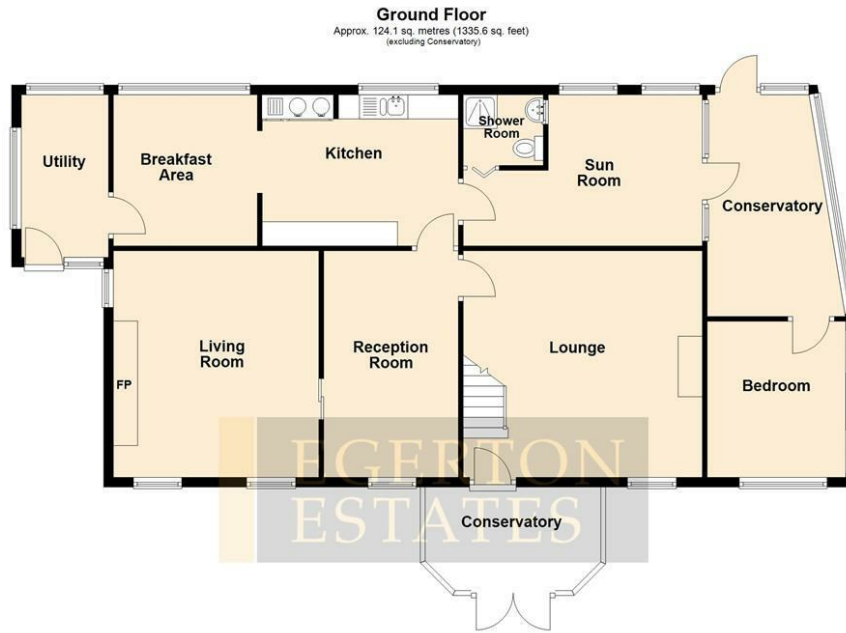 Ground Floor
Approx. 124.1 sq. metres (1335.6 sq. feet)
(excluding Conservatory)
Utility
Breakfast
Area
Kitchen
Shower
Room
Sun
Room
Conservatory
Living
Room
FP
Reception
Room
Lounge
Bedroom
EGERTON
ESTATES
Conservatory